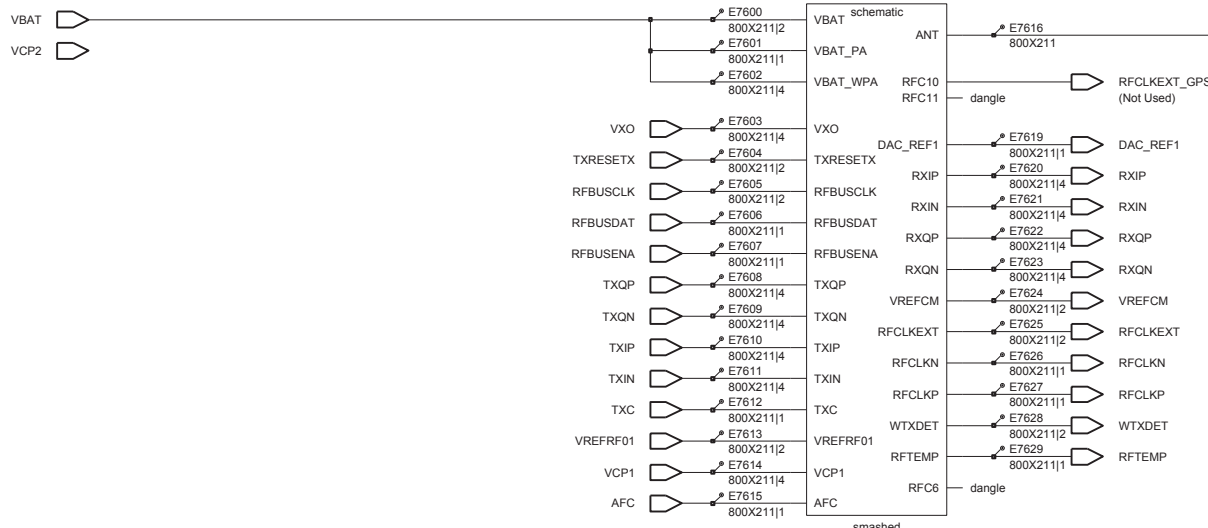 VBAT E7600 VBAT schematic
800X211|2
ANT E7616
800X211
VCP2 E7601 VBAT_PA
800X211|1
E7602 VBAT_WPA RFC10 RFCLKEXT_GPS
800X211|4
RFC11 dangle (Not Used)
VXO E7603 VXO
800X211|4
DAC_REF1 E7619 DAC_REF1
800X211|1
TXRESETX E7604 TXRESETX
800X211|2
RXIP E7620 RXIP
800X211|4
RFBUSCLK E7605 RFBUSCLK
800X211|2
RXIN E7621 RXIN
800X211|4
RFBUSDAT E7606 RFBUSDAT
800X211|1
RXQP E7622 RXQP
800X211|4
RFBUSENA E7607 RFBUSENA
800X211|1
RXQN E7623 RXQN
800X211|4
TXQP E7608 TXQP
800X211|4
VREFCM E7624 VREFCM
800X211|2
TXQN E7609 TXQN
800X211|4
RFCLKEXT E7625 RFCLKEXT
800X211|2
TXIP E7610 TXIP
800X211|4
RFCLKN E7626 RFCLKN
800X211|1
TXIN E7611 TXIN
800X211|4
RFCLKP E7627 RFCLKP
800X211|1
TXC E7612 TXC
800X211|1
WTXDET E7628 WTXDET
800X211|2
VREFRF01 E7613 VREFRF01
800X211|2
RFTEMP E7629 RFTEMP
800X211|1
VCP1 E7614 VCP1
800X211|4
RFC6 dangle
AFC E7615 AFC
800X211|1
smashed